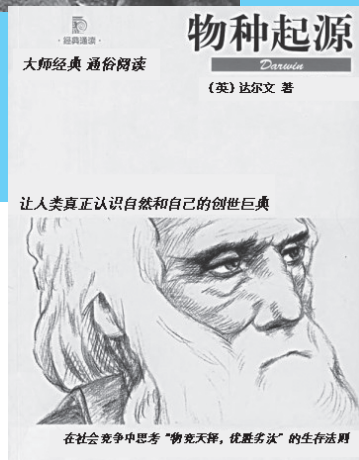 物种起源
·经典通读·
Darwin
大师经典 通俗阅读
{英} 达尔文 著
让人类真正认识自然和自己的创世巨典
在社会竞争中思考“物竞天择，优胜劣汰”的生存法则